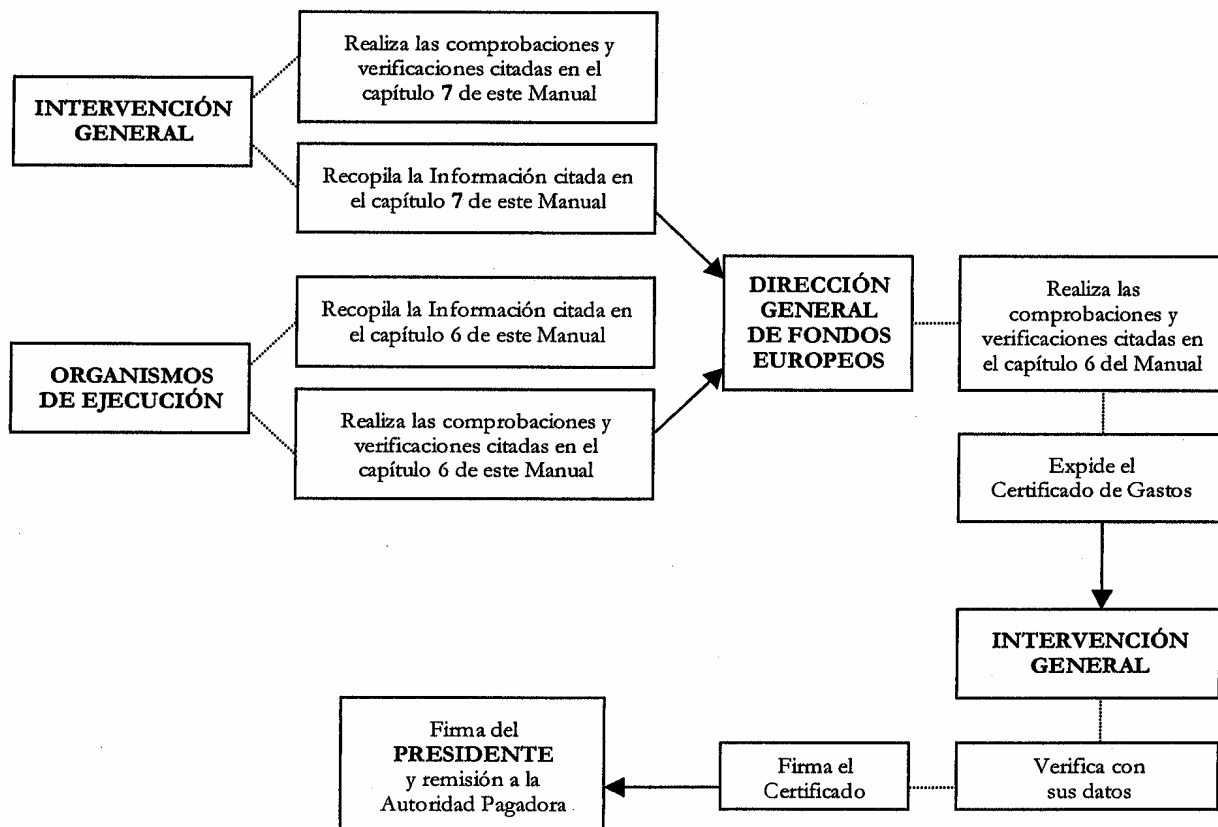 Realiza las comprobaciones y
verificaciones citadas en el
capítulo 7 de este Manual
INTERVENCIÓN
GENERAL
Recopila la Información citada en
el capítulo 7 de este Manual
Recopila la Información citada en
el capítulo 6 de este Manual
ORGANISMOS
DE EJECUCIÓN
Realiza las comprobaciones y
verificaciones citadas en el
capítulo 6 de este Manual
DIRECCIÓN
GENERAL
DE FONDOS
EUROPEOS
Realiza las
comprobaciones y
verificaciones citadas en
el capítulo 6 del Manual
Expide el
Certificado de Gastos
INTERVENCIÓN
GENERAL
Verifica con
sus datos
Firma el
Certificado
Firma del
PRESIDENTE
y remisión a la
Autoridad Pagadora